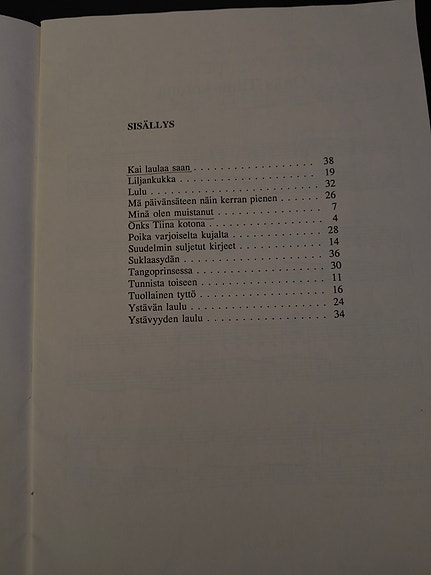 SISÄLLYS
Kai laulaa saan . . . . . . . . . . . . . . . . . . 38
Liljankukka . . . . . . . . . . . . . . . . . . . . 19
Lulu . . . . . . . . . . . . . . . . . . . . . . . . 32
Mä päivänsäteen näin kerran pienen . . . . . . . . 26
Minä olen muistanut . . . . . . . . . . . . . . . . 7
Onks Tiina kotona . . . . . . . . . . . . . . . . . 4
Poika varjoiselta kujalta . . . . . . . . . . . . . 28
Suudelmin suljetut kirjeet . . . . . . . . . . . . 14
Suklaasydän . . . . . . . . . . . . . . . . . . . . 36
Tangoprinsessa . . . . . . . . . . . . . . . . . . 30
Tunnista toiseen . . . . . . . . . . . . . . . . . 11
Tuollainen tyttö . . . . . . . . . . . . . . . . . 16
Ystävän laulu . . . . . . . . . . . . . . . . . . . 24
Ystävyyden laulu . . . . . . . . . . . . . . . . . 34